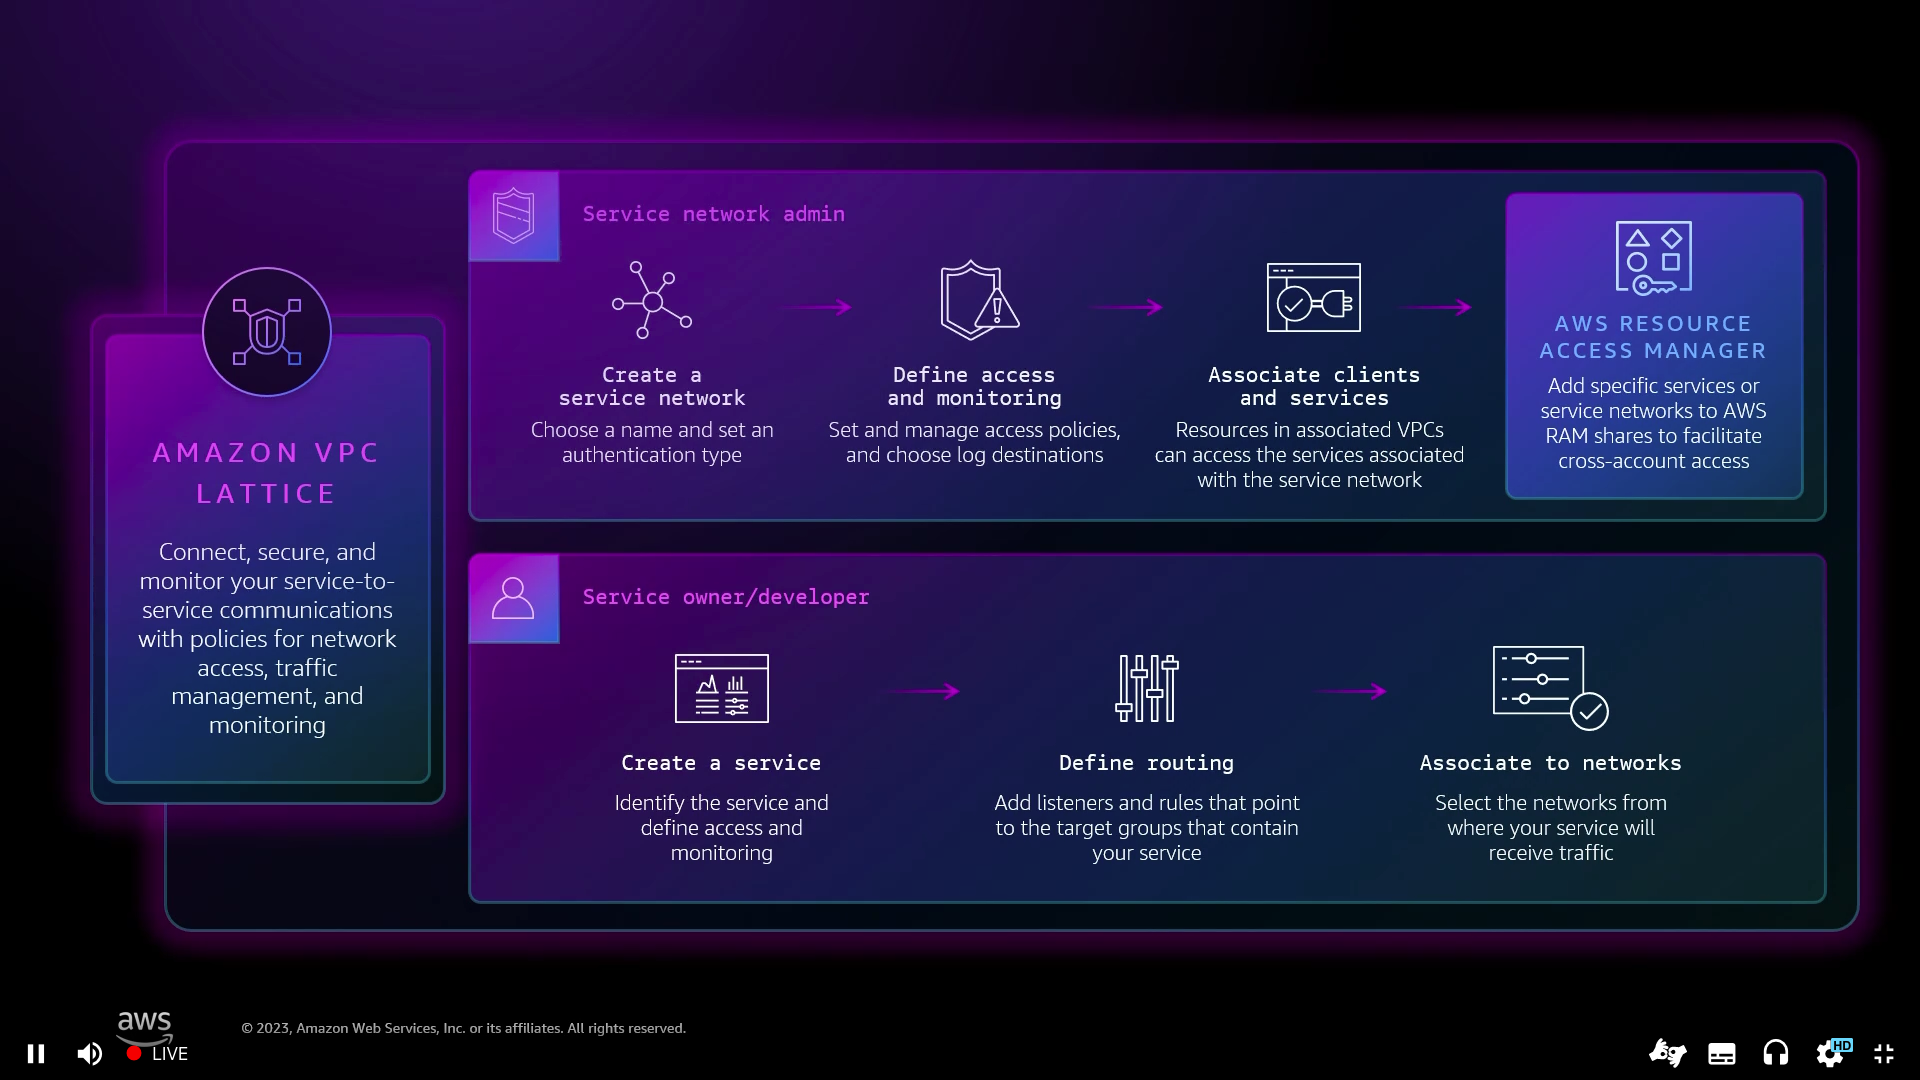 AMAZON VPC
LATTICE
Connect, secure, and
monitor your service-to-
service communications
with policies for network
access, traffic
management, and
monitoring
Service network admin
Create a
service network
Choose a name and set an
authentication type
Define access
and monitoring
Set and manage access policies,
and choose log destinations
Associate clients
and services
Resources in associated VPCs
can access the services associated
with the service network
AWS RESOURCE
ACCESS MANAGER
Add specific services or
service networks to AWS
RAM shares to facilitate
cross-account access
Service owner/developer
Create a service
Identify the service and
define access and
monitoring
Define routing
Add listeners and rules that point
to the target groups that contain
your service
Associate to networks
Select the networks from
where your service will
receive traffic
aws
© 2023, Amazon Web Services, Inc. or its affiliates. All rights reserved.
LIVE
HD